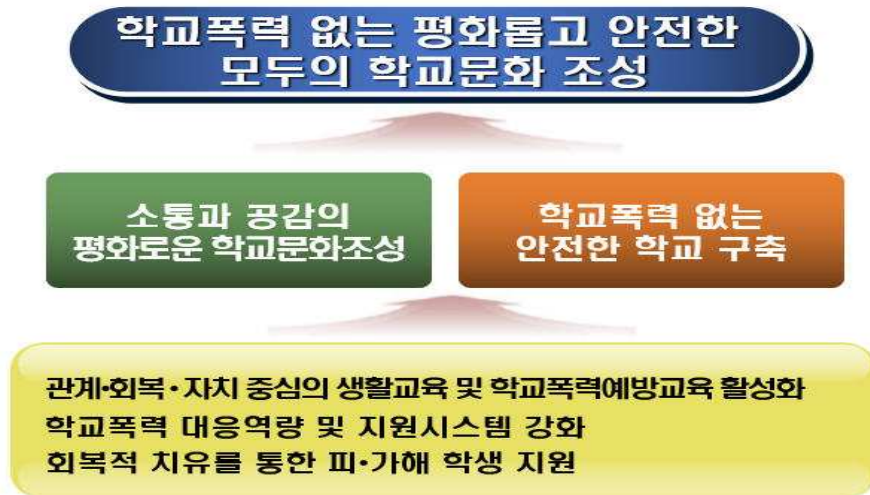 학교폭력 없는 평화롭고 안전한
모두의 학교문화 조성
소통과 공감의
평화로운 학교문화조성
학교폭력 없는
안전한 학교 구축
관계·회복·자치 중심의 생활교육 및 학교폭력예방교육 활성화
학교폭력 대응역량 및 지원시스템 강화
회복적 치유를 통한 피·가해 학생 지원